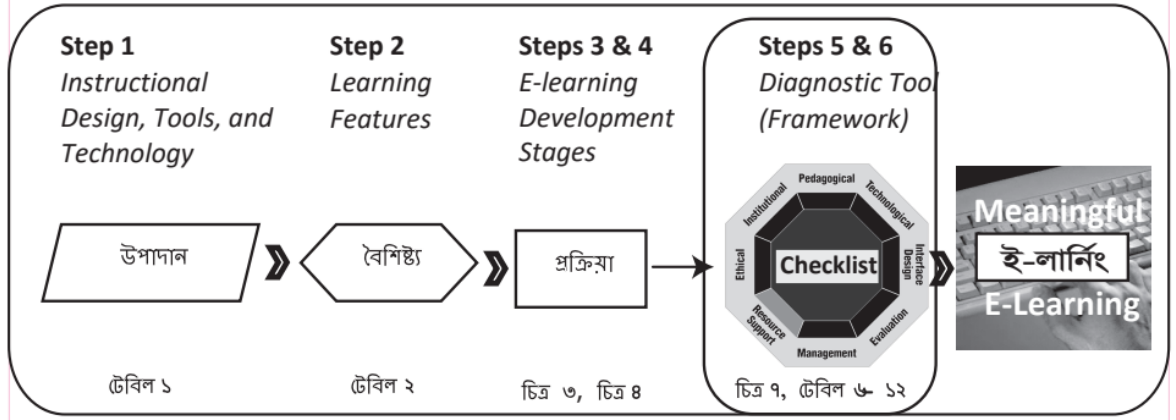 Step 1
Instructional
Design, Tools, and
Technology
উপাদান
টেবিল ১
Step 2
Learning
Features
বৈশিষ্ট্য
টেবিল ২
Steps 3 & 4
E-learning
Development
Stages
প্রক্রিয়া
চিত্র ৩, চিত্র ৪
Steps 5 & 6
Diagnostic Tool
(Framework)
Pedagogical
Technological
Interface
Design
Evaluation
Management
Resource
Support
Ethical
Institutional
Checklist
চিত্র ৭, টেবিল ৬- ১২
Meaningful
ই-লার্নিং
E-Learning